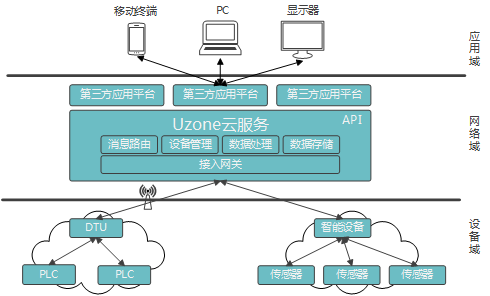 移动终端
PC
显示器
应用域
第三方应用平台
第三方应用平台
第三方应用平台
Uzone云服务
API
消息路由
设备管理
数据处理
数据存储
接入网关
网络域
DTU
智能设备
设备域
PLC
PLC
传感器
传感器
传感器